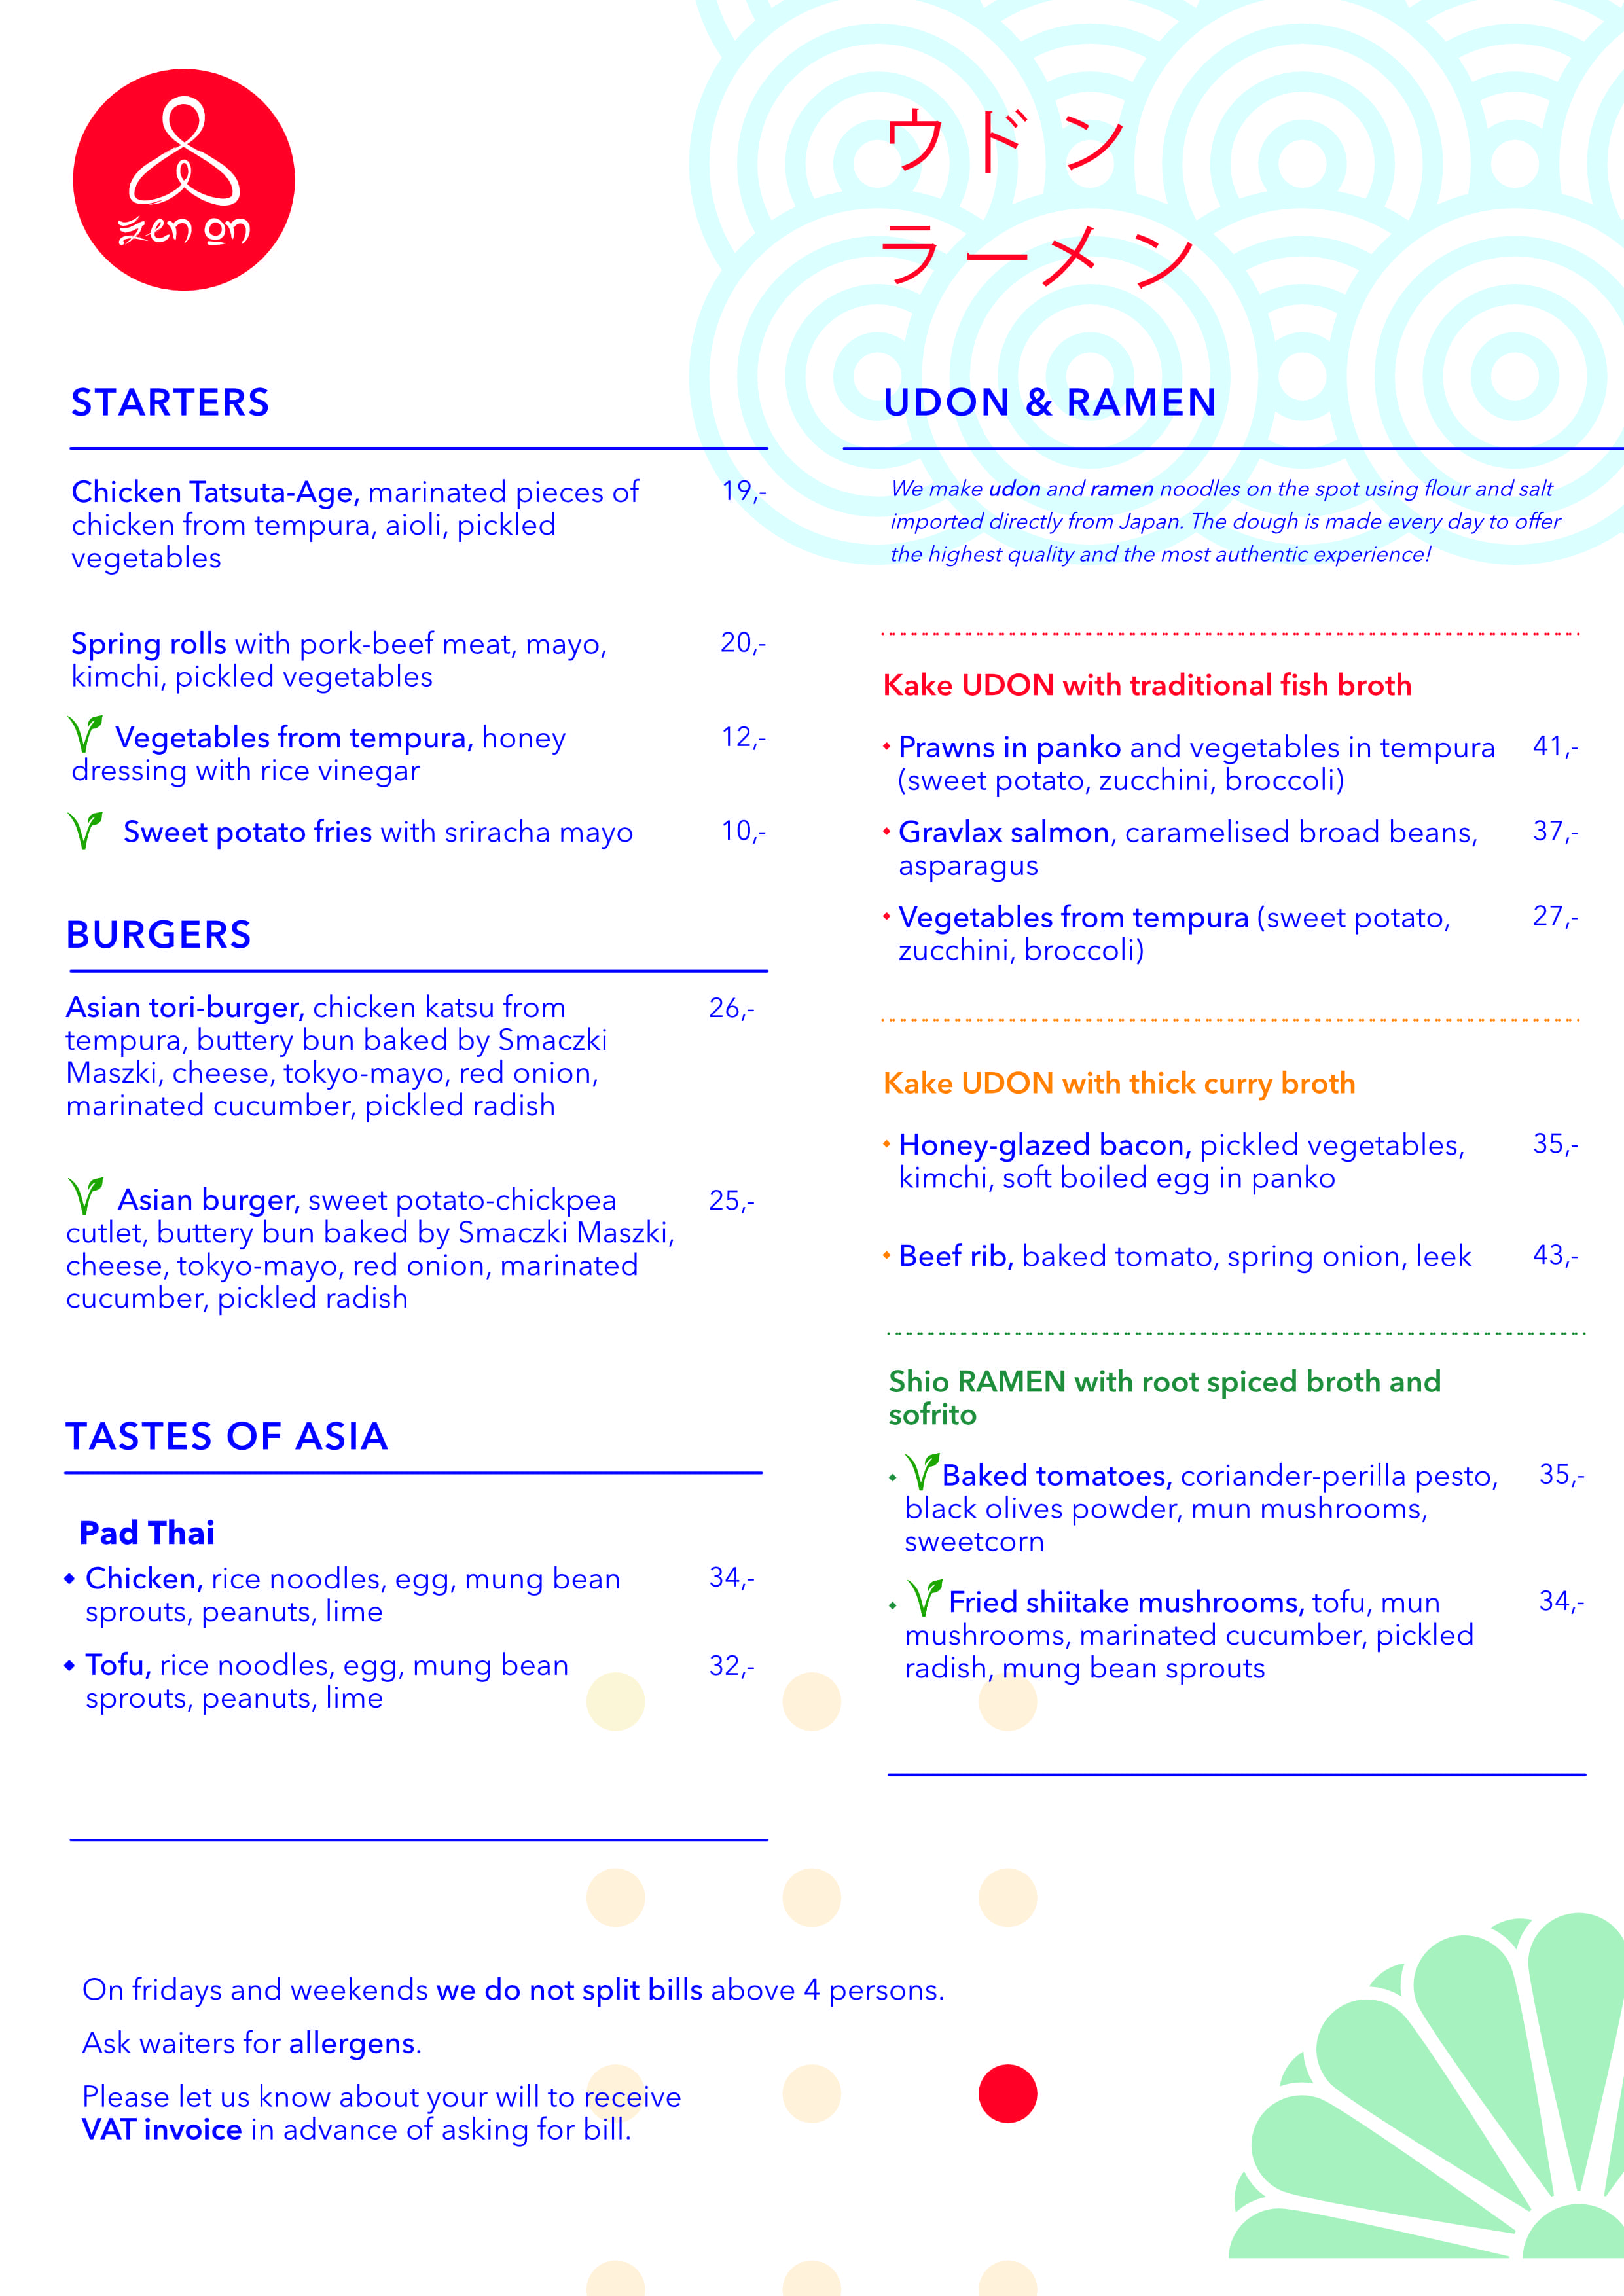 zen on
ウドン
ラーメン
STARTERS
Chicken Tatsuta-Age, marinated pieces of 19,-
chicken from tempura, aioli, pickled
vegetables
Spring rolls with pork-beef meat, mayo, 20,-
kimchi, pickled vegetables
Vegetables from tempura, honey 12,-
dressing with rice vinegar
Sweet potato fries with sriracha mayo 10,-
BURGERS
Asian tori-burger, chicken katsu from 26,-
tempura, buttery bun baked by Smaczki
Maszki, cheese, tokyo-mayo, red onion,
marinated cucumber, pickled radish
Asian burger, sweet potato-chickpea 25,-
cutlet, buttery bun baked by Smaczki Maszki,
cheese, tokyo-mayo, red onion, marinated
cucumber, pickled radish
TASTES OF ASIA
Pad Thai
Chicken, rice noodles, egg, mung bean 34,-
sprouts, peanuts, lime
Tofu, rice noodles, egg, mung bean 32,-
sprouts, peanuts, lime
UDON & RAMEN
We make udon and ramen noodles on the spot using flour and salt
imported directly from Japan. The dough is made every day to offer
the highest quality and the most authentic experience!
Kake UDON with traditional fish broth
Prawns in panko and vegetables in tempura 41,-
(sweet potato, zucchini, broccoli)
Gravlax salmon, caramelised broad beans, 37,-
asparagus
Vegetables from tempura (sweet potato, 27,-
zucchini, broccoli)
Kake UDON with thick curry broth
Honey-glazed bacon, pickled vegetables, 35,-
kimchi, soft boiled egg in panko
Beef rib, baked tomato, spring onion, leek 43,-
Shio RAMEN with root spiced broth and
sofrito
Baked tomatoes, coriander-perilla pesto, 35,-
black olives powder, mun mushrooms,
sweetcorn
Fried shiitake mushrooms, tofu, mun 34,-
mushrooms, marinated cucumber, pickled
radish, mung bean sprouts
On fridays and weekends we do not split bills above 4 persons.
Ask waiters for allergens.
Please let us know about your will to receive
VAT invoice in advance of asking for bill.